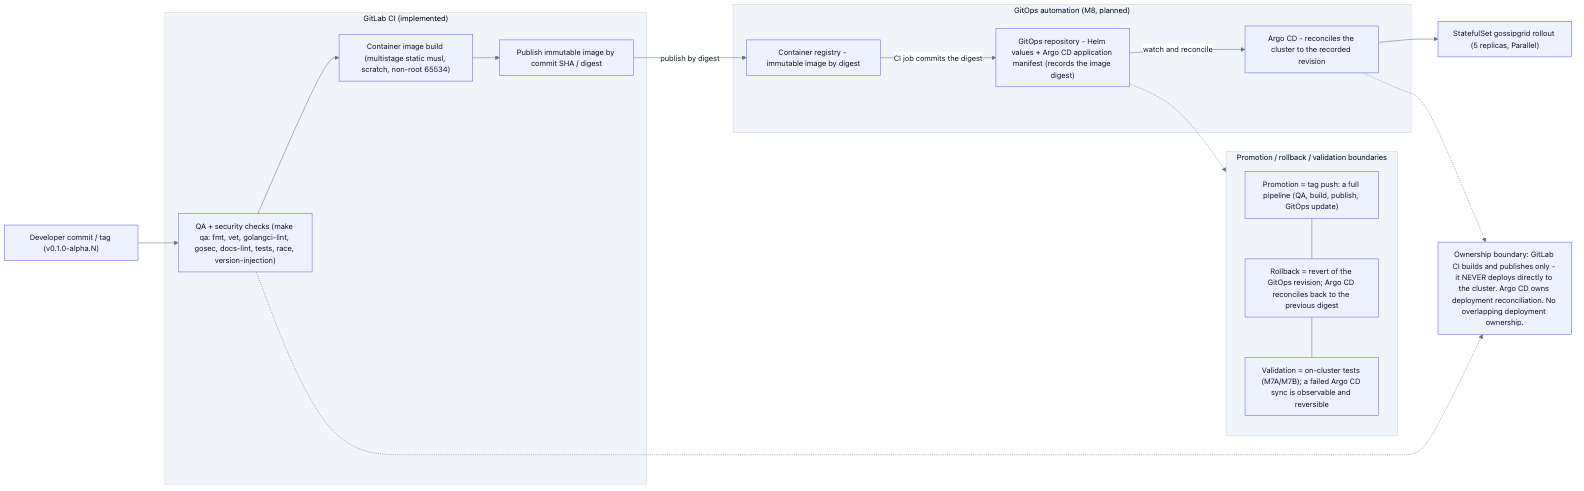 GitLab CI (implemented)
Container image build
(multistage static musl,
scratch, non-root 65534)
Publish immutable image by
commit SHA / digest
Developer commit / tag
(v0.1.0-alpha.N)
QA + security checks (make
qa: fmt, vet, golangci-lint,
gosec, docs-lint, tests, race,
version-injection)
publish by digest
GitOps automation (M8, planned)
Container registry -
immutable image by digest
CI job commits the digest
GitOps repository - Helm
values + Argo CD application
manifest (records the image
digest)
watch and reconcile
Argo CD - reconciles the
cluster to the recorded
revision
StatefulSet gossipgrid rollout
(5 replicas, Parallel)
Promotion / rollback / validation boundaries
Promotion = tag push: a full
pipeline (QA, build, publish,
GitOps update)
Rollback = revert of the
GitOps revision; Argo CD
reconciles back to the
previous digest
Validation = on-cluster tests
(M7A/M7B); a failed Argo CD
sync is observable and
reversible
Ownership boundary: GitLab
CI builds and publishes only -
it NEVER deploys directly to
the cluster. Argo CD owns
deployment reconciliation. No
overlapping deployment
ownership.